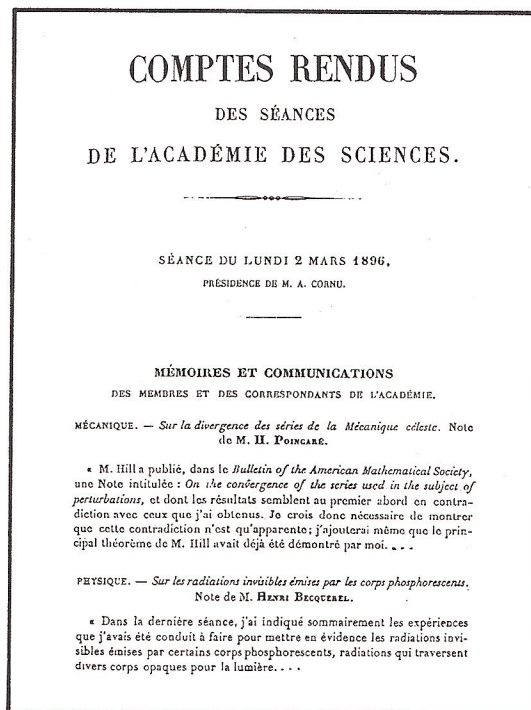 COMPTES RENDUS
DES SÉANCES
DE L'ACADÉMIE DES SCIENCES.
SÉANCE DU LUNDI 2 MARS 1896,
PRÉSIDENCE DE M. A. CORNU.
MÉMOIRES ET COMMUNICATIONS
DES MEMBRES ET DES CORRESPONDANTS DE L'ACADÉMIE.
MÉCANIQUE. — Sur la divergence des séries de la Mécanique céleste. Note
de M. H. POINCARÉ.
« M. Hill a publié, dans le Bulletin of the American Mathematical Society,
une Note intitulée : On the convergence of the series used in the subject of
perturbations, et dont les résultats semblent au premier abord en contra-
diction avec ceux que j'ai obtenus. Je crois donc nécessaire de montrer
que cette contradiction n'est qu'apparente; j'ajouterai même que le prin-
cipal théorème de M. Hill avait déjà été démontré par moi....
PHYSIQUE. — Sur les radiations invisibles émises par les corps phosphorescents.
Note de M. HENRI BECQUEREL.
« Dans la dernière séance, j'ai indiqué sommairement les expériences
que j'avais été conduit à faire pour mettre en évidence les radiations invi-
sibles émises par certains corps phosphorescents, radiations qui traversent
divers corps opaques pour la lumière....